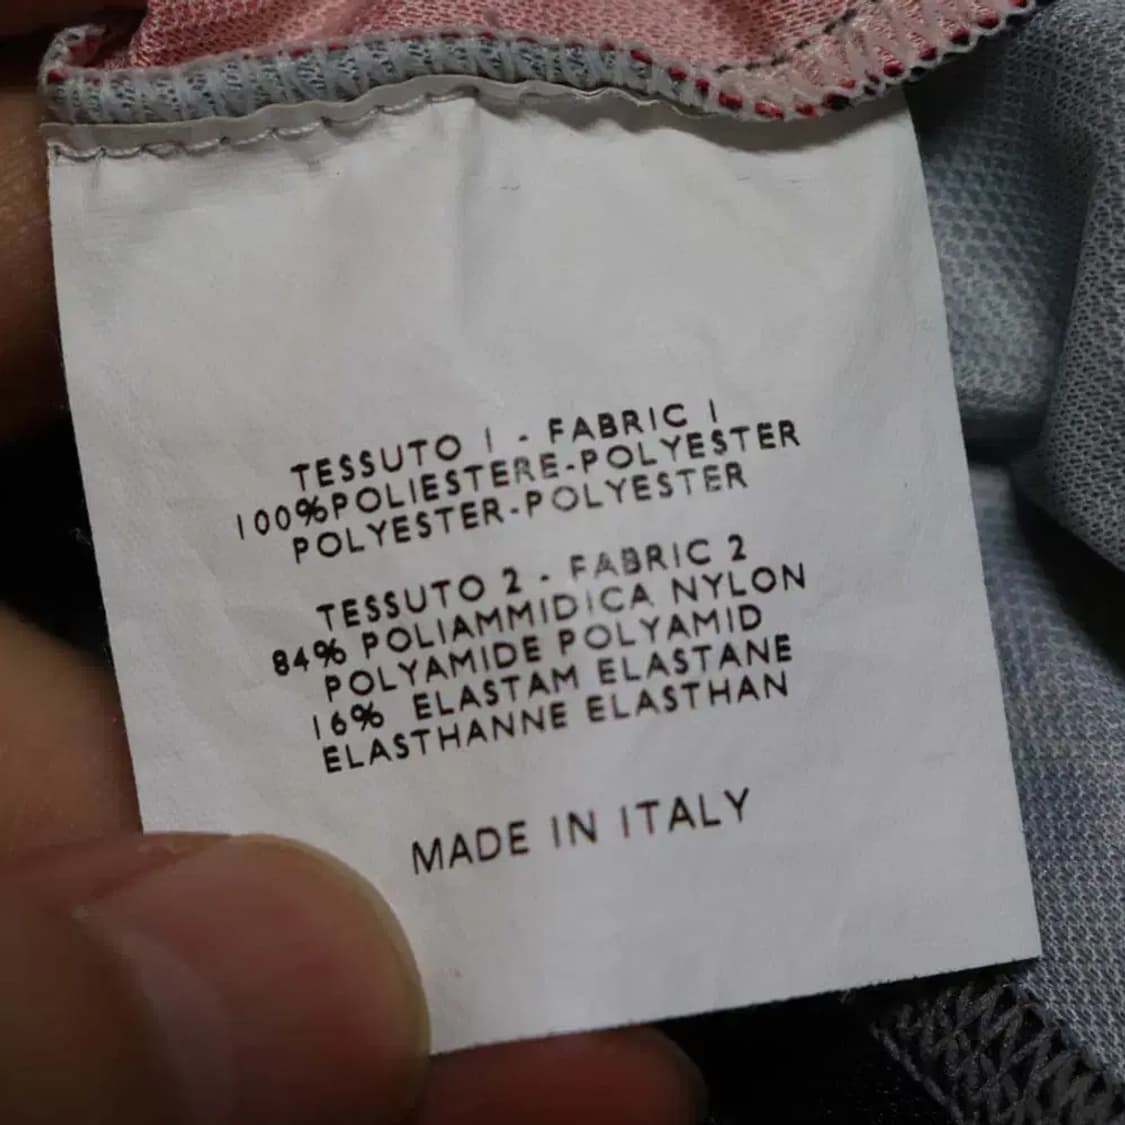 TESSUTO 1 - FABRIC 1
100%POLIESTERE-POLYESTER
POLYESTER-POLYESTER
TESSUTO 2 - FABRIC 2
84% POLIAMMIDICA NYLON
POLYAMIDE POLYAMID
16% ELASTAM ELASTANE
ELASTHANNE ELASTHAN
MADE IN ITALY